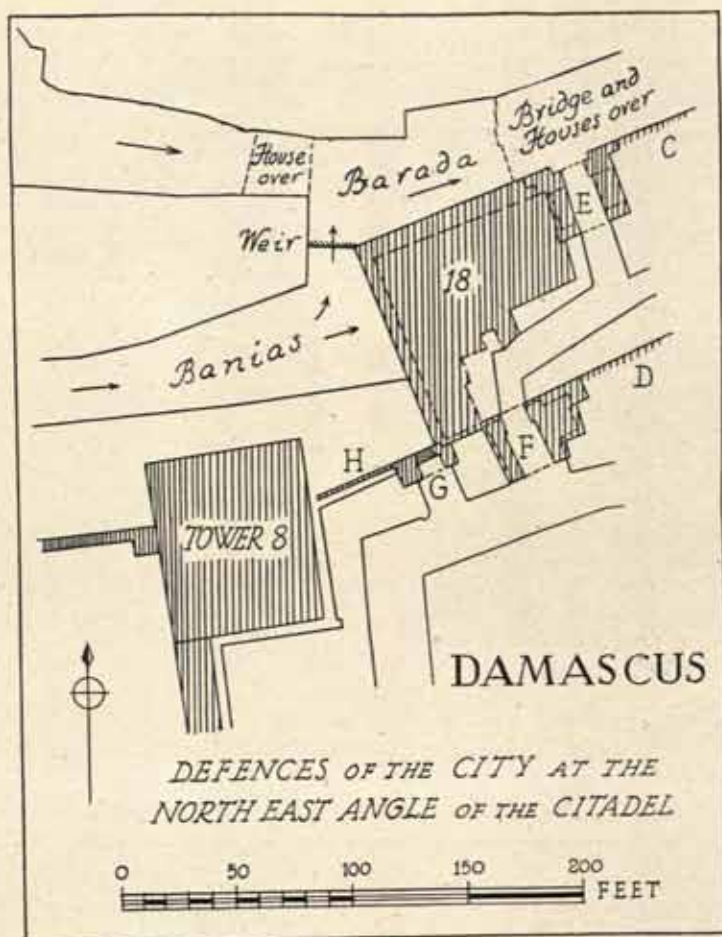 Bridge and
Houses over
House
over
Barada
C
E
Weir
18
Banias
D
H
F
G
TOWER 8
DAMASCUS
DEFENCES OF THE CITY AT THE
NORTH EAST ANGLE OF THE CITADEL
0 50 100 150 200
FEET